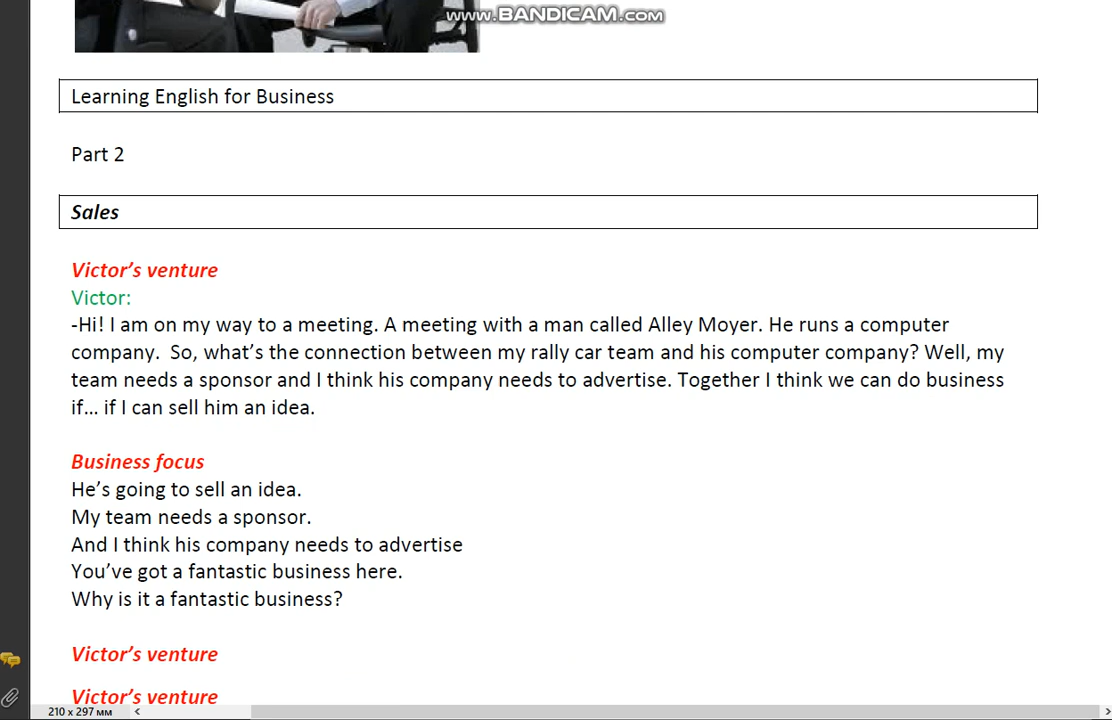 www.BANDICAM.com
Learning English for Business
Part 2
Sales
Victor’s venture
Victor:
-Hi! I am on my way to a meeting. A meeting with a man called Alley Moyer. He runs a computer
company.  So, what’s the connection between my rally car team and his computer company? Well, my
team needs a sponsor and I think his company needs to advertise. Together I think we can do business
if… if I can sell him an idea.
Business focus
He’s going to sell an idea.
My team needs a sponsor.
And I think his company needs to advertise
You’ve got a fantastic business here.
Why is it a fantastic business?
Victor’s venture
Victor’s venture
210 x 297 мм